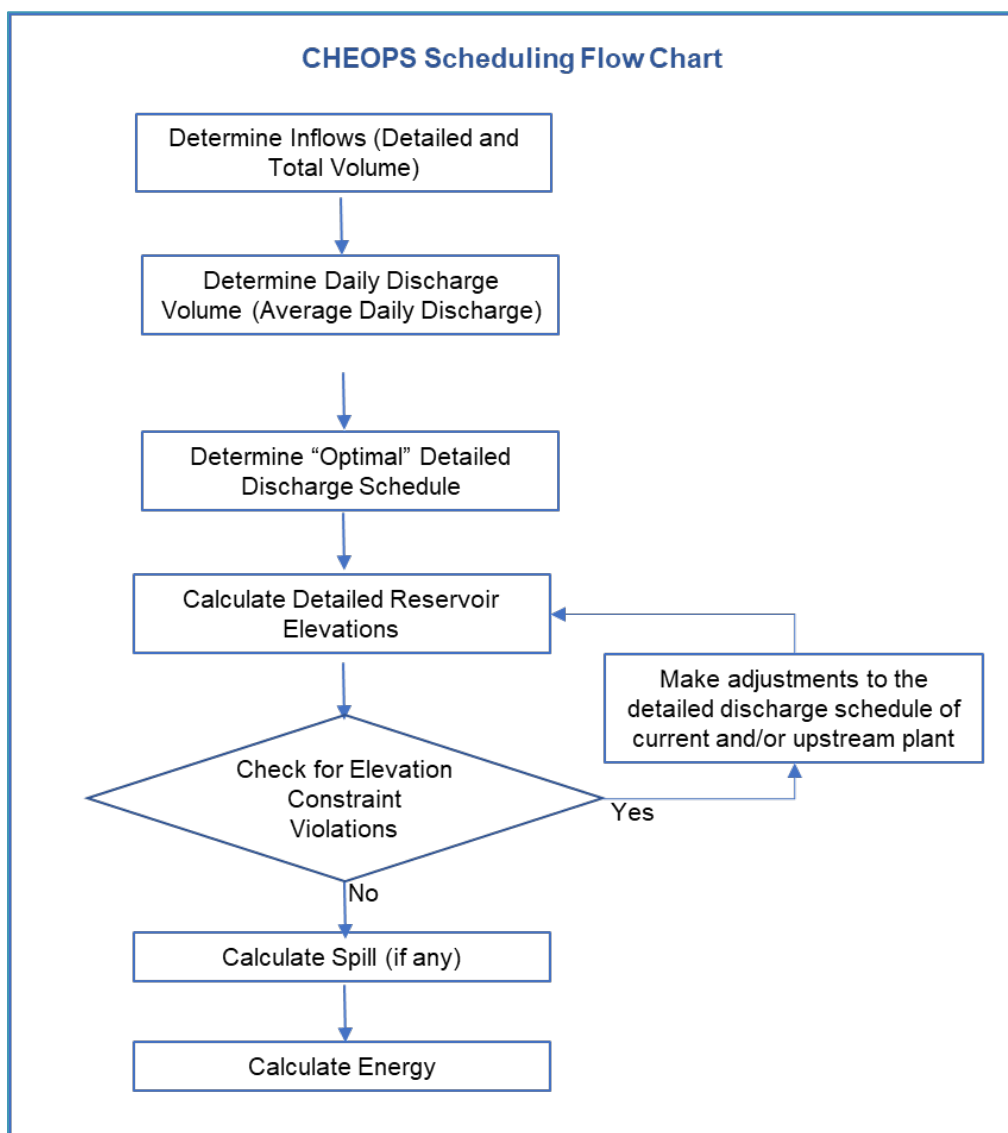 CHEOPS Scheduling Flow Chart
Determine Inflows (Detailed and
Total Volume)
Determine Daily Discharge
Volume (Average Daily Discharge)
Determine “Optimal” Detailed
Discharge Schedule
Calculate Detailed Reservoir
Elevations
Make adjustments to the
detailed discharge schedule of
current and/or upstream plant
Check for Elevation
Constraint
Violations
Yes
No
Calculate Spill (if any)
Calculate Energy